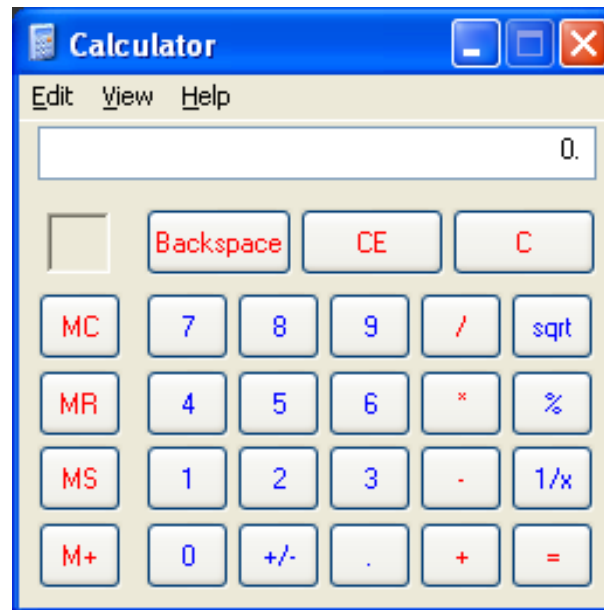 Calculator
Edit View Help
0.
Backspace CE C
MC 7 8 9 / sqrt
MR 4 5 6 * %
MS 1 2 3 - 1/x
M+ 0 +/- . + =